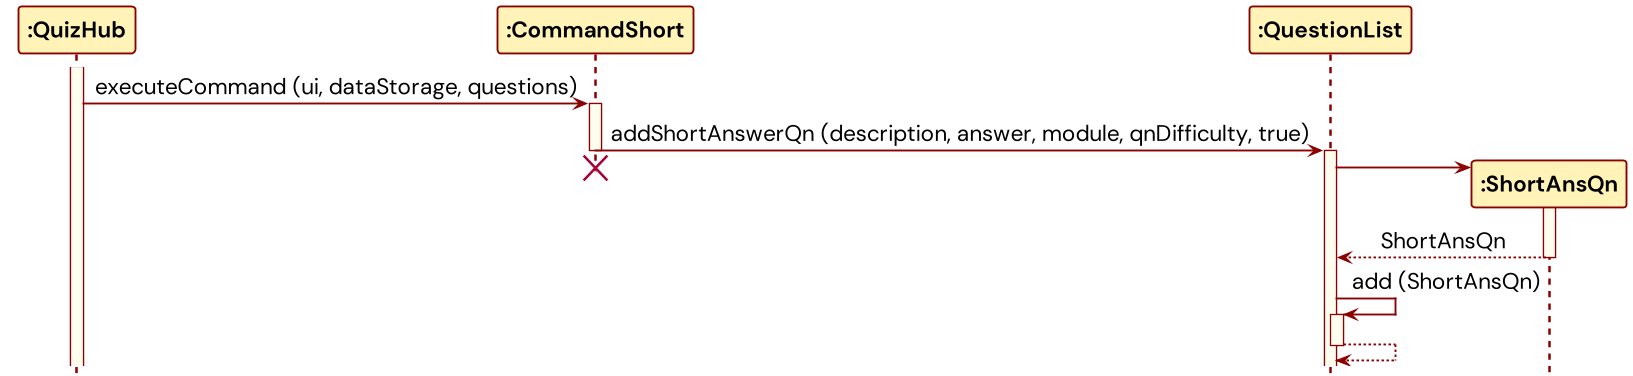 :QuizHub
:CommandShort
:QuestionList
executeCommand (ui, dataStorage, questions)
addShortAnswerQn (description, answer, module, qnDifficulty, true)
:ShortAnsQn
ShortAnsQn
add (ShortAnsQn)